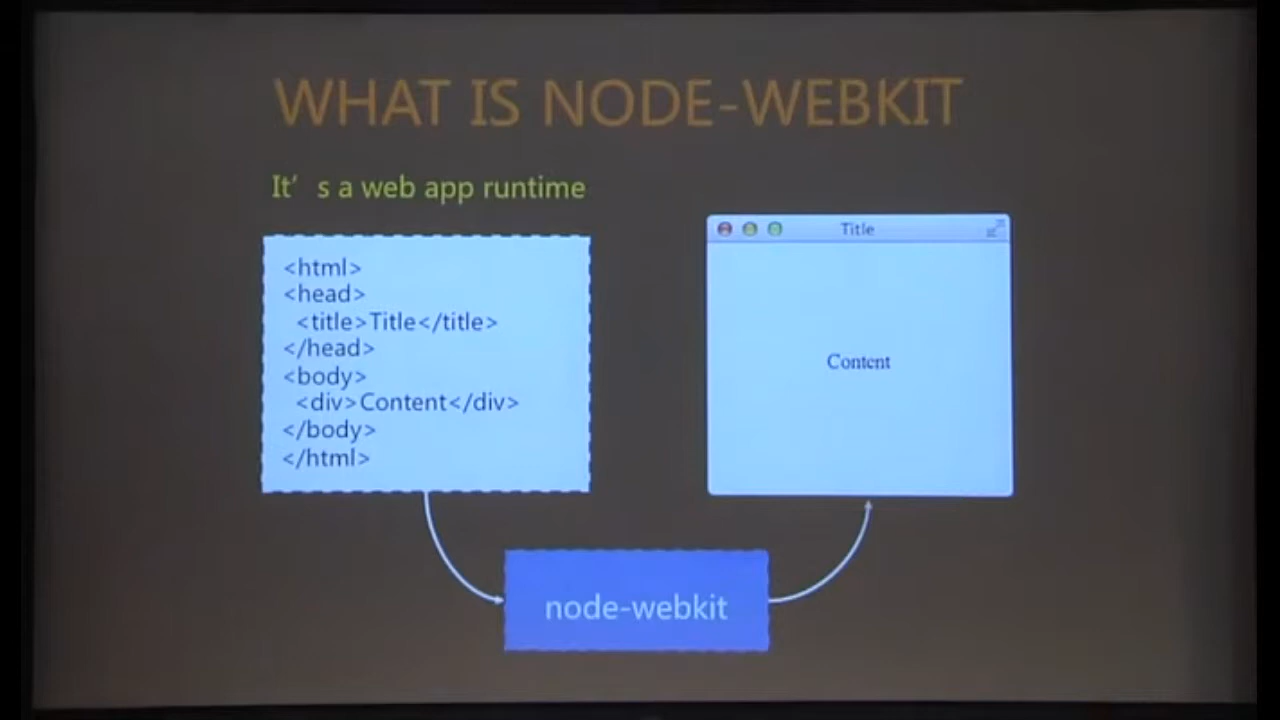 WHAT IS NODE-WEBKIT
It’ s a web app runtime
<html>
<head>
<title>Title</title>
</head>
<body>
<div>Content</div>
</body>
</html>
Title
Content
node-webkit